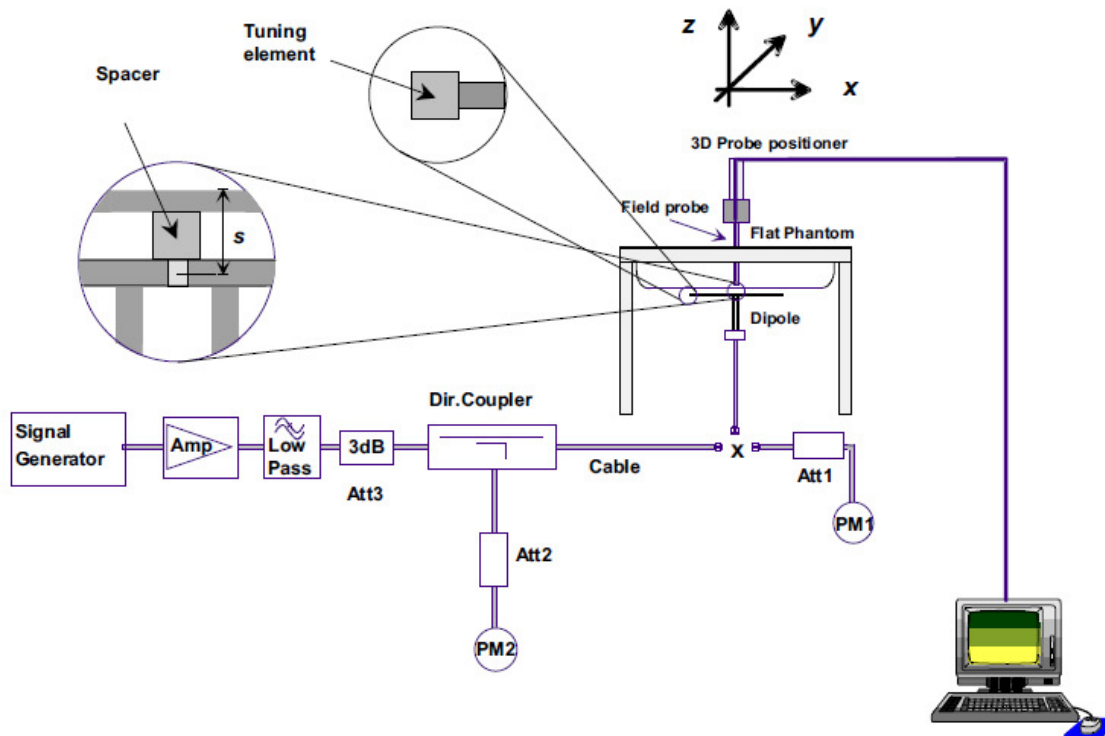 Tuning
element
Spacer
s
z
y
x
3D Probe positioner
Field probe
Flat Phantom
Dipole
Dir.Coupler
Signal
Generator
Amp
Low
Pass
3dB
Att3
Cable
X
Att1
PM1
Att2
PM2